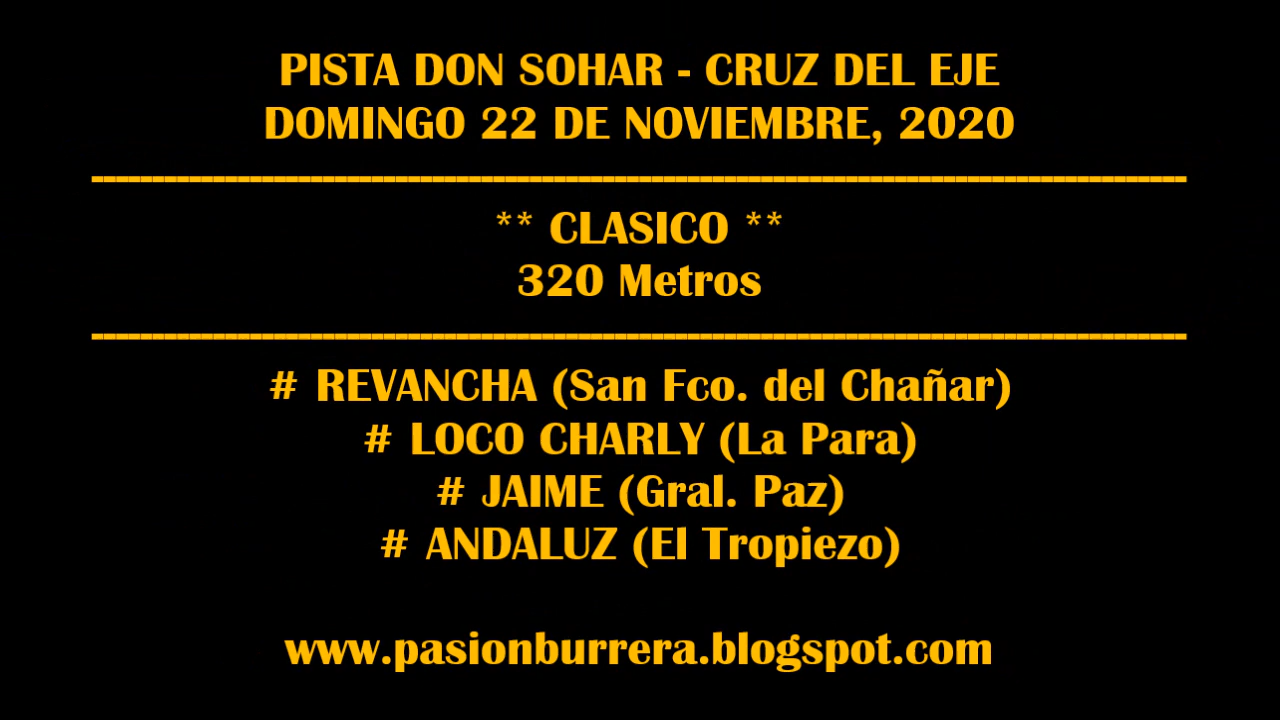 PISTA DON SOHAR - CRUZ DEL EJE
DOMINGO 22 DE NOVIEMBRE, 2020
** CLASICO **
320 Metros
# REVANCHA (San Fco. del Chañar)
# LOCO CHARLY (La Para)
# JAIME (Gral. Paz)
# ANDALUZ (El Tropiezo)
www.pasionburrera.blogspot.com